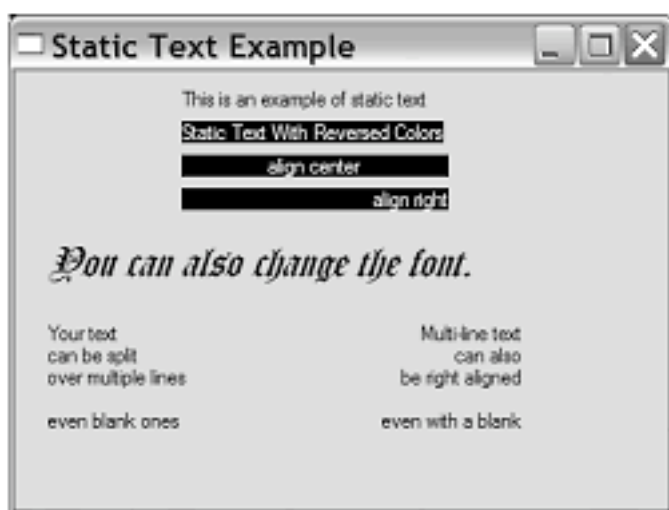 Static Text Example
This is an example of static text
Static Text With Reversed Colors
align center
align right
You can also change the font.
Your text
can be split
over multiple lines
even blank ones
Multi-line text
can also
be right aligned
even with a blank